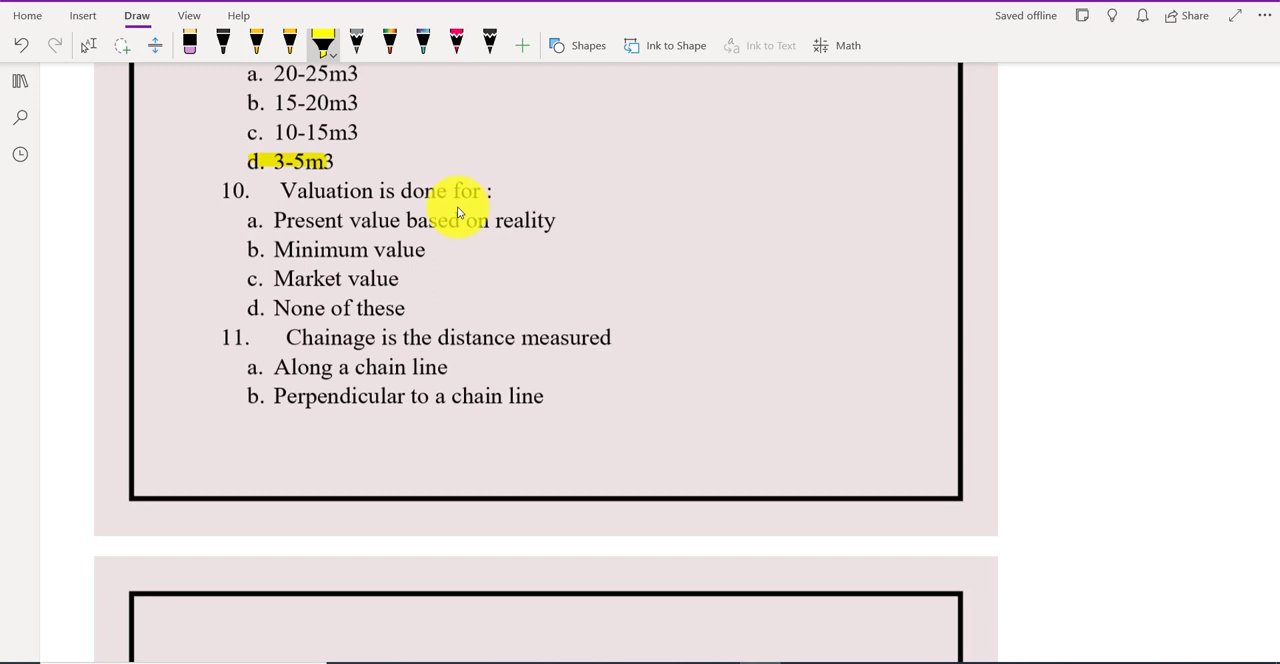 Home Insert Draw View Help Saved offline Share
Shapes Ink to Shape Ink to Text Math
a. 20-25m3
b. 15-20m3
c. 10-15m3
d. 3-5m3
10. Valuation is done for :
a. Present value based on reality
b. Minimum value
c. Market value
d. None of these
11. Chainage is the distance measured
a. Along a chain line
b. Perpendicular to a chain line